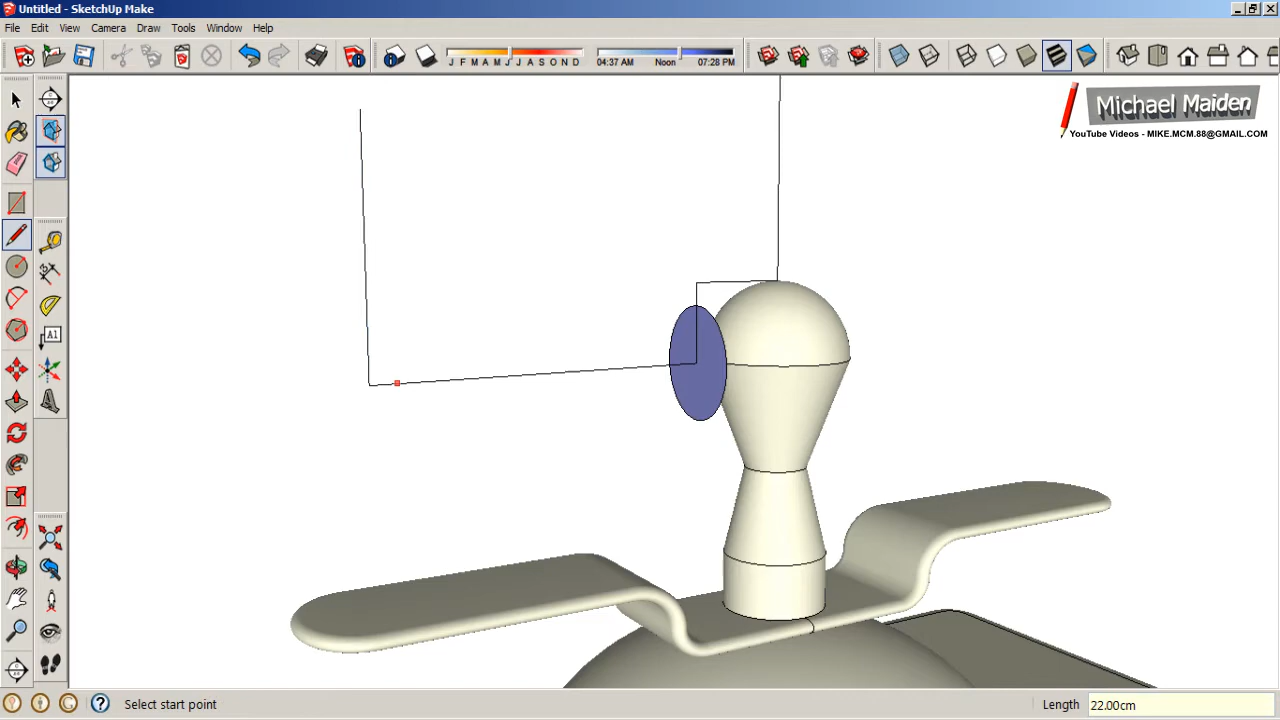 Untitled - SketchUp Make
File Edit View Camera Draw Tools Window Help
J F M A M J J A S O N D
04:37 AM Noon 07:28 PM
Michael Maiden
YouTube Videos - MIKE.MCM.88@GMAIL.COM
A1
Select start point
Length 22.00cm